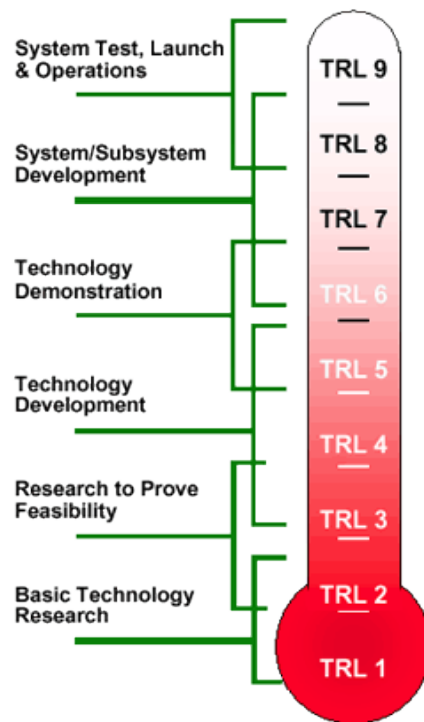 System Test, Launch
& Operations
System/Subsystem
Development
Technology
Demonstration
Technology
Development
Research to Prove
Feasibility
Basic Technology
Research
TRL 9
TRL 8
TRL 7
TRL 6
TRL 5
TRL 4
TRL 3
TRL 2
TRL 1